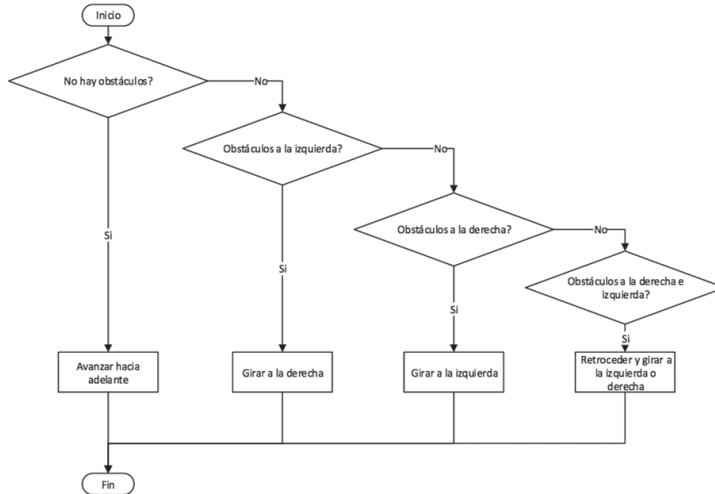 Inicio
No hay obstáculos?
No
Obstáculos a la izquierda?
No
Obstáculos a la derecha?
No
Obstáculos a la derecha e
izquierda?
Si
Si
Si
Si
Avanzar hacia
adelante
Girar a la derecha
Girar a la izquierda
Retroceder y girar a
la izquierda o
derecha
Fin